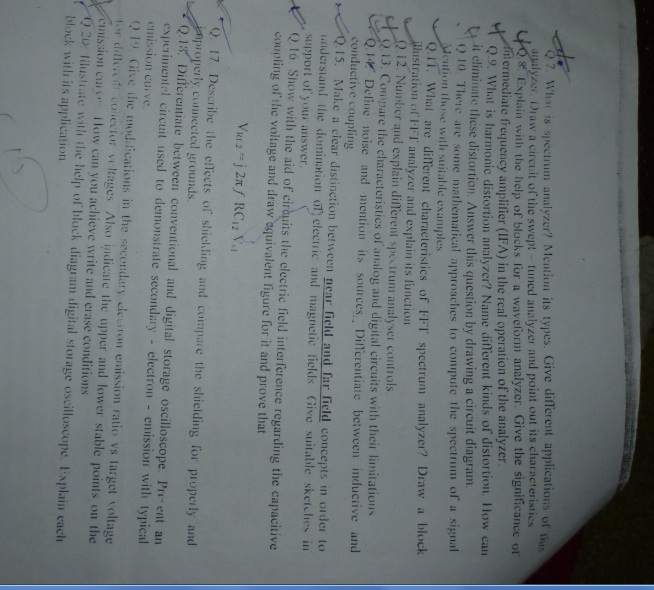 Q.7. What is spectrum analyzer? Mention its types. Give different applications of this
analyzer. Drawn circuit of the swept - tuned analyzer and point out its characteristics
Q.8. Explain with the help of blocks for a waveform analyzer. Give the significance of
intermediate frequency amplifier (IFA) in the real operation of the analyzer.
Q.9. What is harmonic distortion analyzer? Name different kinds of distortion. How can
it eliminate these distortion. Answer this question by drawing a circuit diagram.
Q.10. There are some mathematical approaches to compute the spectrum of a signal
Mention these with suitable examples
Q.11. What are different characteristics of FFT spectrum analyzer? Draw a block
illustration of FFT analyzer and explain its function
Q.12. Number and explain different spectrum analyser controls.
Q.13. Compare the characteristics of analog and digital circuits with their limitations
Q.14. Define noise and mention its sources. Differentiate between inductive and
conductive coupling
Q.15. Make a clear distinction between near field and far field concepts in order to
understand the domination of electric and magnetic fields. Give suitable sketches in
support of your answer.
Q.16. Show with the aid of circuits the electric field interference regarding the capacitive
coupling of the voltage and draw equivalent figure for it and prove that
= j 2π f RC₁₂ V
Q. 17. Describe the effects of shielding and compare the shielding for properly and
improperly connected grounds.
Q.18. Differentiate between conventional and digital storage oscilloscope. Present an
experimental circuit used to demonstrate secondary - electron - emission with typical
emission curve.
Q.19. Give the modifications in the secondary electron emission ratio vs target voltage
for different collector voltages. Also indicate the upper and lower stable points on the
emission curve. How can you achieve write and erase conditions
Q.20. Illustrate with the help of block diagram digital storage oscilloscope. Explain each
block with its application.